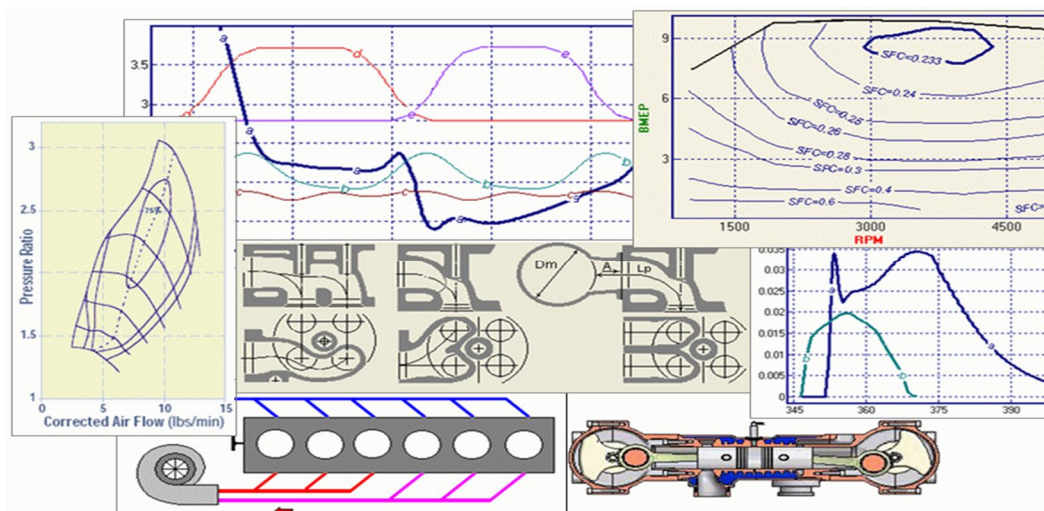 a
d
e
3.5
3
d
a
e
b
a
b
a
b
b
c
c
a
a
9
6
3
BMEP
SFC=0.233
SFC=0.24
SFC=0.25
SFC=0.26
SFC=0.28
SFC=0.3
SFC=0.4
SFC=0.6
SFC=
1500
3000
4500
RPM
3
2.5
2
1.5
1
75%
Pressure Ratio
0
5
10
15
Corrected Air Flow (lbs/min)
Dm
A
Lp
0.035
0.03
0.025
0.02
0.015
0.01
0.005
0
a
a
b
b
345
360
375
390